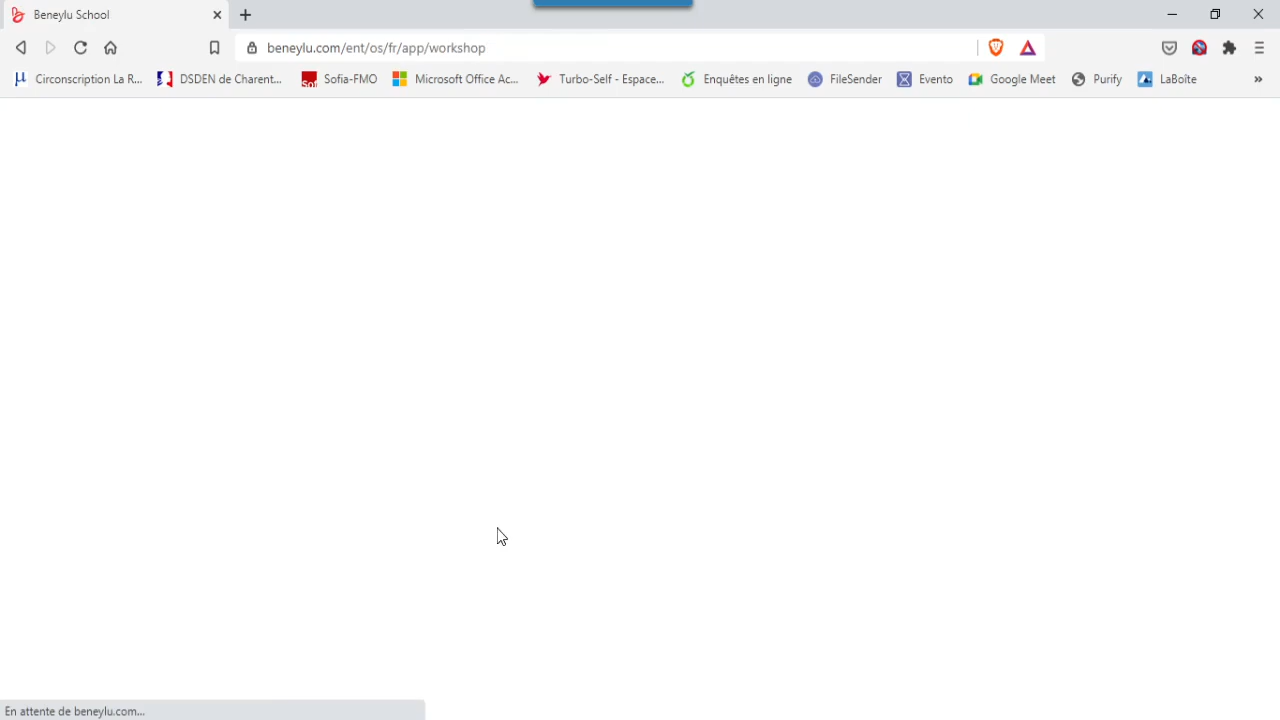 Beneylu School
beneylu.com/ent/os/fr/app/workshop
Circonscription La R... DSDEN de Charent... Sofia-FMO Microsoft Office Ac... Turbo-Self - Espace... Enquêtes en ligne FileSender Evento Google Meet Purify LaBoîte »
En attente de beneylu.com...